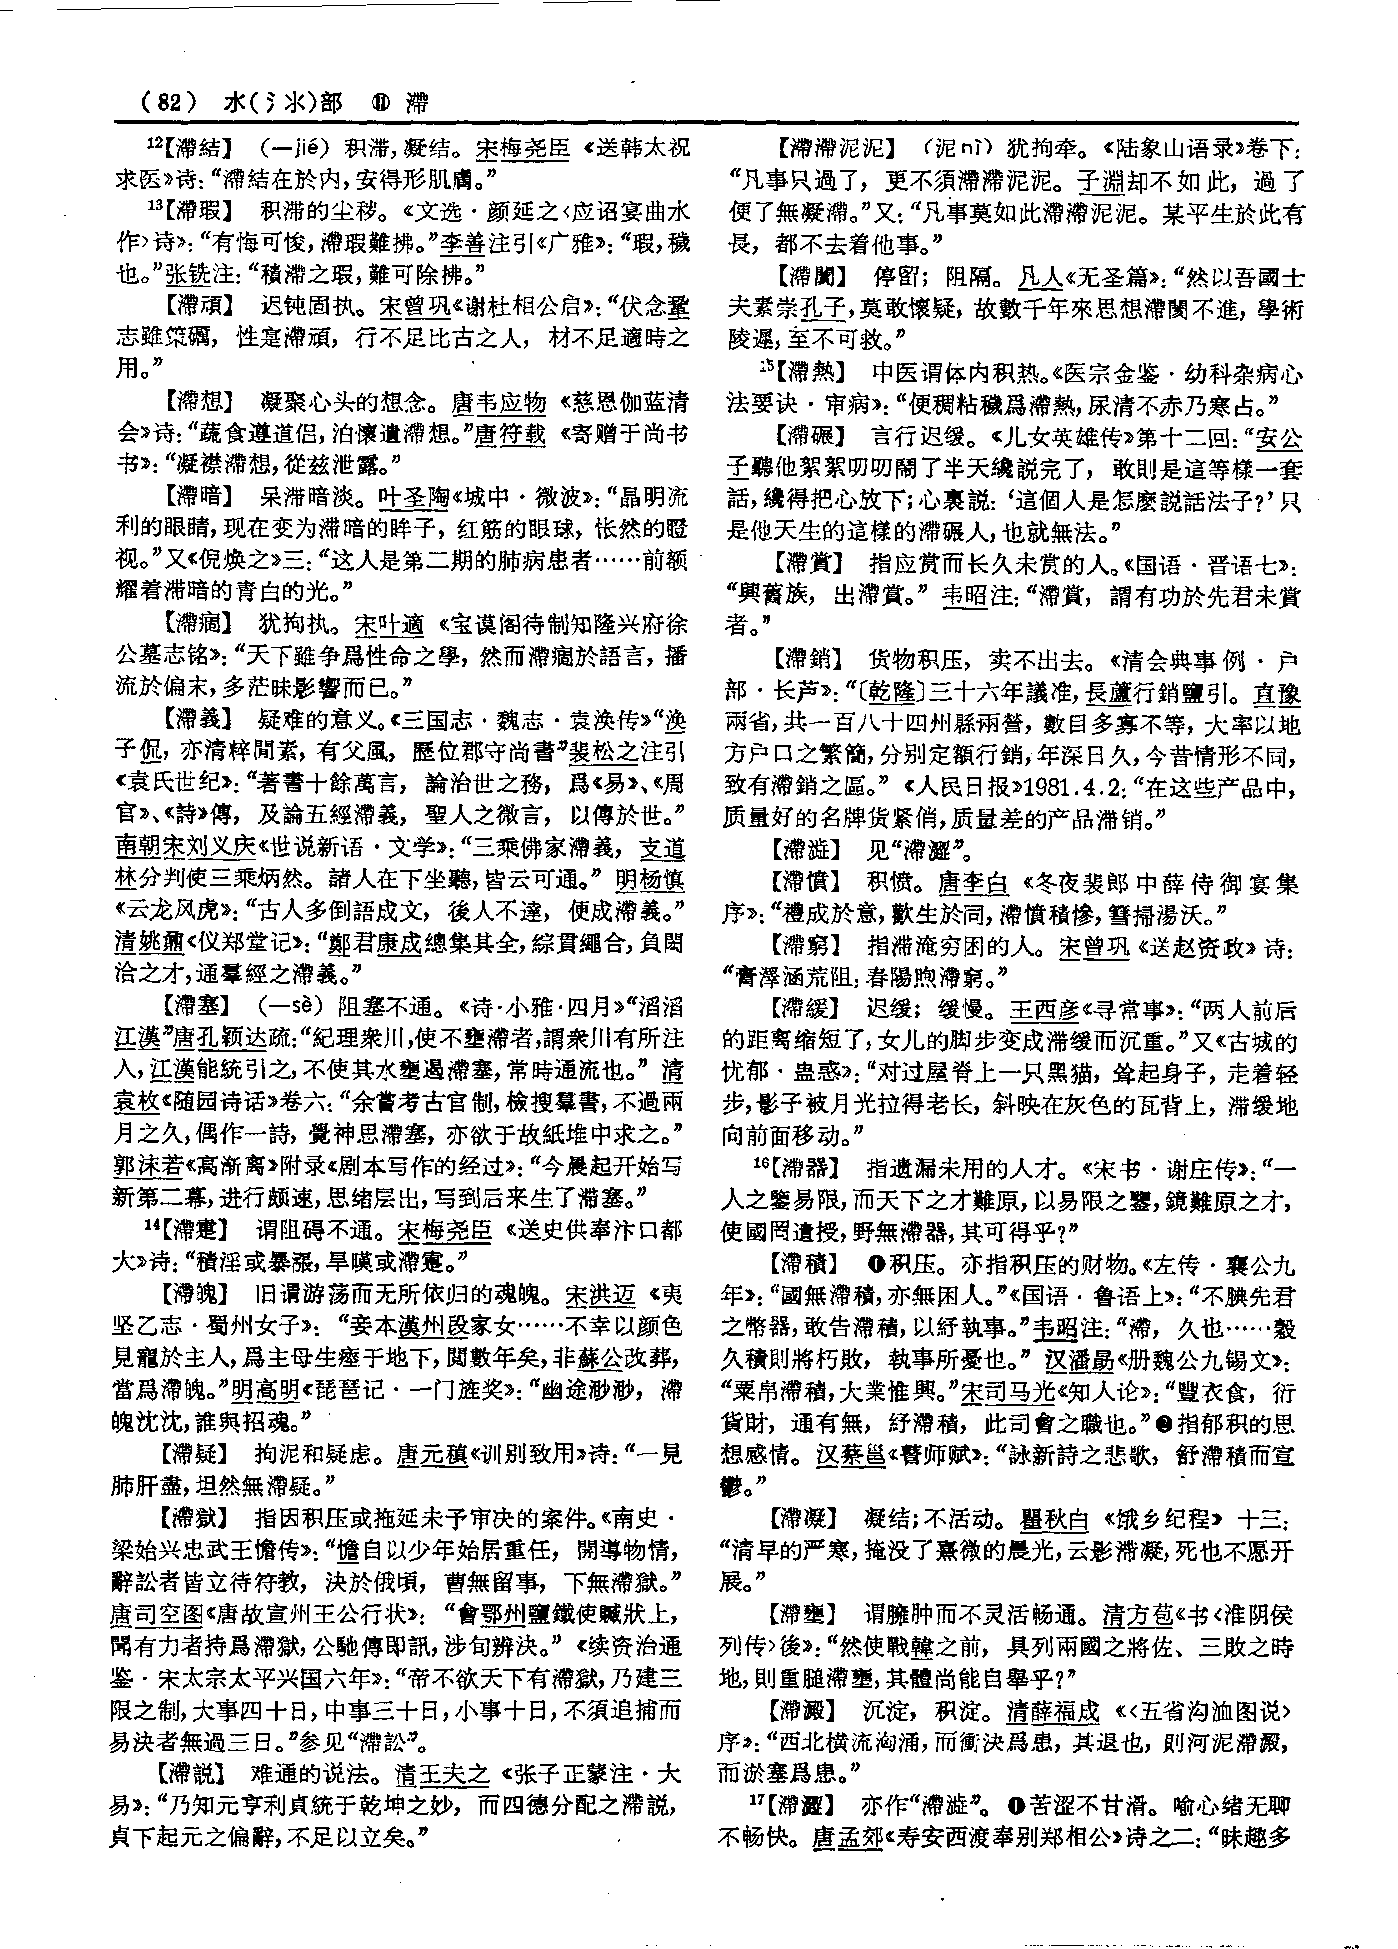 （82） 水(氵氺)部 ⑪ 滯
12【滯結】 （—jié）积滞，凝结。宋梅尧臣《送韩太祝
求医》诗：“滯結在於内，安得形肌膚。”
13【滯瑕】 积滞的尘秽。《文选·颜延之〈应诏宴曲水
作〉诗》：“有悔可悛，滯瑕難拂。”李善注引《广雅》：“瑕，穢
也。”张铣注：“積滯之瑕，難可除拂。”
【滯頑】 迟钝固执。宋曾巩《谢杜相公启》：“伏念鞏
志雖策礪，性寔滯頑，行不足比古之人，材不足適時之
用。”
【滯想】 凝聚心头的想念。唐韦应物《慈恩伽蓝清
会》诗：“蔬食遵道侣，泊懷遺滯想。”唐符载《寄赠于尚书
书》：“凝襟滯想，從兹泄露。”
【滯暗】 呆滞暗淡。叶圣陶《城中·微波》：“晶明流
利的眼睛，现在变为滞暗的眸子，红筋的眼球，怅然的瞪
视。”又《倪焕之》三：“这人是第二期的肺病患者……前额
耀着滞暗的青白的光。”
【滯痼】 犹拘执。宋叶適《宝谟阁待制知隆兴府徐
公墓志铭》：“天下雖争爲性命之學，然而滯痼於語言，播
流於偏末，多茫昧影響而已。”
【滯義】 疑难的意义。《三国志·魏志·袁涣传》“涣
子侃，亦清粹閒素，有父風，歷位郡守尚書”裴松之注引
《袁氏世纪》：“著書十餘萬言，論治世之務，爲《易》、《周
官》、《詩》傳，及論五經滯義，聖人之微言，以傳於世。”
南朝宋刘义庆《世说新语·文学》：“三乘佛家滯義，支道
林分判使三乘炳然。諸人在下坐聽，皆云可通。”明杨慎
《云龙风虎》：“古人多倒語成文，後人不達，便成滯義。”
清姚鼐《仪郑堂记》：“鄭君康成總集其全，綜貫繩合，負閎
洽之才，通羣經之滯義。”
【滯塞】 （—sè）阻塞不通。《诗·小雅·四月》“滔滔
江漢”唐孔颖达疏：“紀理衆川，使不壅滯者，謂衆川有所注
入，江漢能統引之，不使其水壅遏滯塞，常時通流也。”清
袁枚《随园诗话》卷六：“余嘗考古官制，檢搜羣書，不過兩
月之久，偶作一詩，覺神思滯塞，亦欲于故紙堆中求之。”
郭沫若《高渐离》附录《剧本写作的经过》：“今晨起开始写
新第二幕，进行颇速，思绪层出，写到后来生了滞塞。”
14【滯蹇】 谓阻碍不通。宋梅尧臣《送史供奉汴口都
大》诗：“積淫或暴漲，旱暵或滯蹇。”
【滯魄】 旧谓游荡而无所依归的魂魄。宋洪迈《夷
坚乙志·蜀州女子》：“妾本漢州段家女……不幸以颜色
見寵於主人，爲主母生瘞于地下，閲數年矣，非蘇公改葬，
當爲滯魄。”明高明《琵琶记·一门旌奖》：“幽途渺渺，滯
魄沈沈，誰與招魂。”
【滯疑】 拘泥和疑虑。唐元稹《训别致用》诗：“一見
肺肝盡，坦然無滯疑。”
【滯獄】 指因积压或拖延未予审决的案件。《南史·
梁始兴忠武王憺传》：“憺自以少年始居重任，開導物情，
辭訟者皆立待符教，決於俄頃，曹無留事，下無滯獄。”
唐司空图《唐故宣州王公行状》：“會鄂州鹽鐵使贓狀上，
聞有力者持爲滯獄，公馳傳即訊，涉旬辨決。”《续资治通
鉴·宋太宗太平兴国六年》：“帝不欲天下有滯獄，乃建三
限之制，大事四十日，中事三十日，小事十日，不須追捕而
易決者無過三日。”参见“滯訟”。
【滯説】 难通的说法。清王夫之《张子正蒙注·大
易》：“乃知元亨利貞統于乾坤之妙，而四德分配之滯説，
貞下起元之偏辭，不足以立矣。”
【滯滯泥泥】 （泥nì）犹拘牵。《陆象山语录》卷下：
“凡事只過了，更不須滯滯泥泥。子淵却不如此，過了
便了無凝滯。”又：“凡事莫如此滯滯泥泥。某平生於此有
長，都不去着他事。”
【滯閡】 停留；阻隔。凡人《无圣篇》：“然以吾國士
夫素崇孔子，莫敢懷疑，故數千年來思想滯閡不進，學術
陵遲，至不可救。”
15【滯熱】 中医谓体内积热。《医宗金鉴·幼科杂病心
法要诀·审病》：“便稠粘穢爲滯熱，尿清不赤乃寒占。”
【滯碾】 言行迟缓。《儿女英雄传》第十二回：“安公
子聽他絮絮叨叨鬧了半天纔説完了，敢則是這等樣一套
話，纔得把心放下；心裏説：‘這個人是怎麽説話法子？’只
是他天生的這樣的滯碾人，也就無法。”
【滯賞】 指应赏而长久未赏的人。《国语·晋语七》：
“興舊族，出滯賞。”韦昭注：“滯賞，謂有功於先君未賞
者。”
【滯銷】 货物积压，卖不出去。《清会典事例·户
部·长芦》：“〔乾隆〕三十六年議准，長蘆行銷鹽引。直豫
兩省，共一百八十四州縣兩營，數目多寡不等，大率以地
方户口之繁簡，分别定額行銷，年深日久，今昔情形不同，
致有滯銷之區。”《人民日报》1981.4.2：“在这些产品中，
质量好的名牌货紧俏，质量差的产品滞销。”
【滯澁】 见“滯澀”。
【滯憤】 积愤。唐李白《冬夜裴郎中薛侍御宴集
序》：“禮成於意，歡生於同，滯憤積慘，篲掃湯沃。”
【滯窮】 指滞淹穷困的人。宋曾巩《送赵资政》诗：
“膏澤涵荒阻，春陽煦滯窮。”
【滯緩】 迟缓；缓慢。王西彦《寻常事》：“两人前后
的距离缩短了，女儿的脚步变成滞缓而沉重。”又《古城的
忧郁·蛊惑》：“对过屋脊上一只黑猫，耸起身子，走着轻
步，影子被月光拉得老长，斜映在灰色的瓦背上，滞缓地
向前面移动。”
16【滯器】 指遗漏未用的人才。《宋书·谢庄传》：“一
人之鑒易限，而天下之才難原，以易限之鑒，鏡難原之才，
使國罔遺授，野無滯器，其可得乎？”
【滯積】 ❶积压。亦指积压的财物。《左传·襄公九
年》：“國無滯積，亦無困人。”《国语·鲁语上》：“不腆先君
之幣器，敢告滯積，以紓執事。”韦昭注：“滯，久也……穀
久積則將朽敗，執事所憂也。”汉潘勗《册魏公九锡文》：
“粟帛滯積，大業惟興。”宋司马光《知人论》：“豐衣食，衍
貨財，通有無，紓滯積，此司會之職也。”❷指郁积的思
想感情。汉蔡邕《瞽师赋》：“詠新詩之悲歌，舒滯積而宣
鬱。”
【滯凝】 凝结；不活动。瞿秋白《饿乡纪程》十三：
“清早的严寒，掩没了熹微的晨光，云影滞凝，死也不愿开
展。”
【滯壅】 谓臃肿而不灵活畅通。清方苞《书〈淮阴侯
列传〉後》：“然使戰韓之前，具列兩國之將佐、三敗之時
地，則重膇滯壅，其體尚能自舉乎？”
【滯澱】 沉淀，积淀。清薛福成《〈五省沟洫图说〉
序》：“西北横流洶涌，而衝決爲患，其退也，則河泥滯澱，
而淤塞爲患。”
17【滯澀】 亦作“滯澁”。❶苦涩不甘滑。喻心绪无聊
不畅快。唐孟郊《寿安西渡奉别郑相公》诗之二：“昧趣多